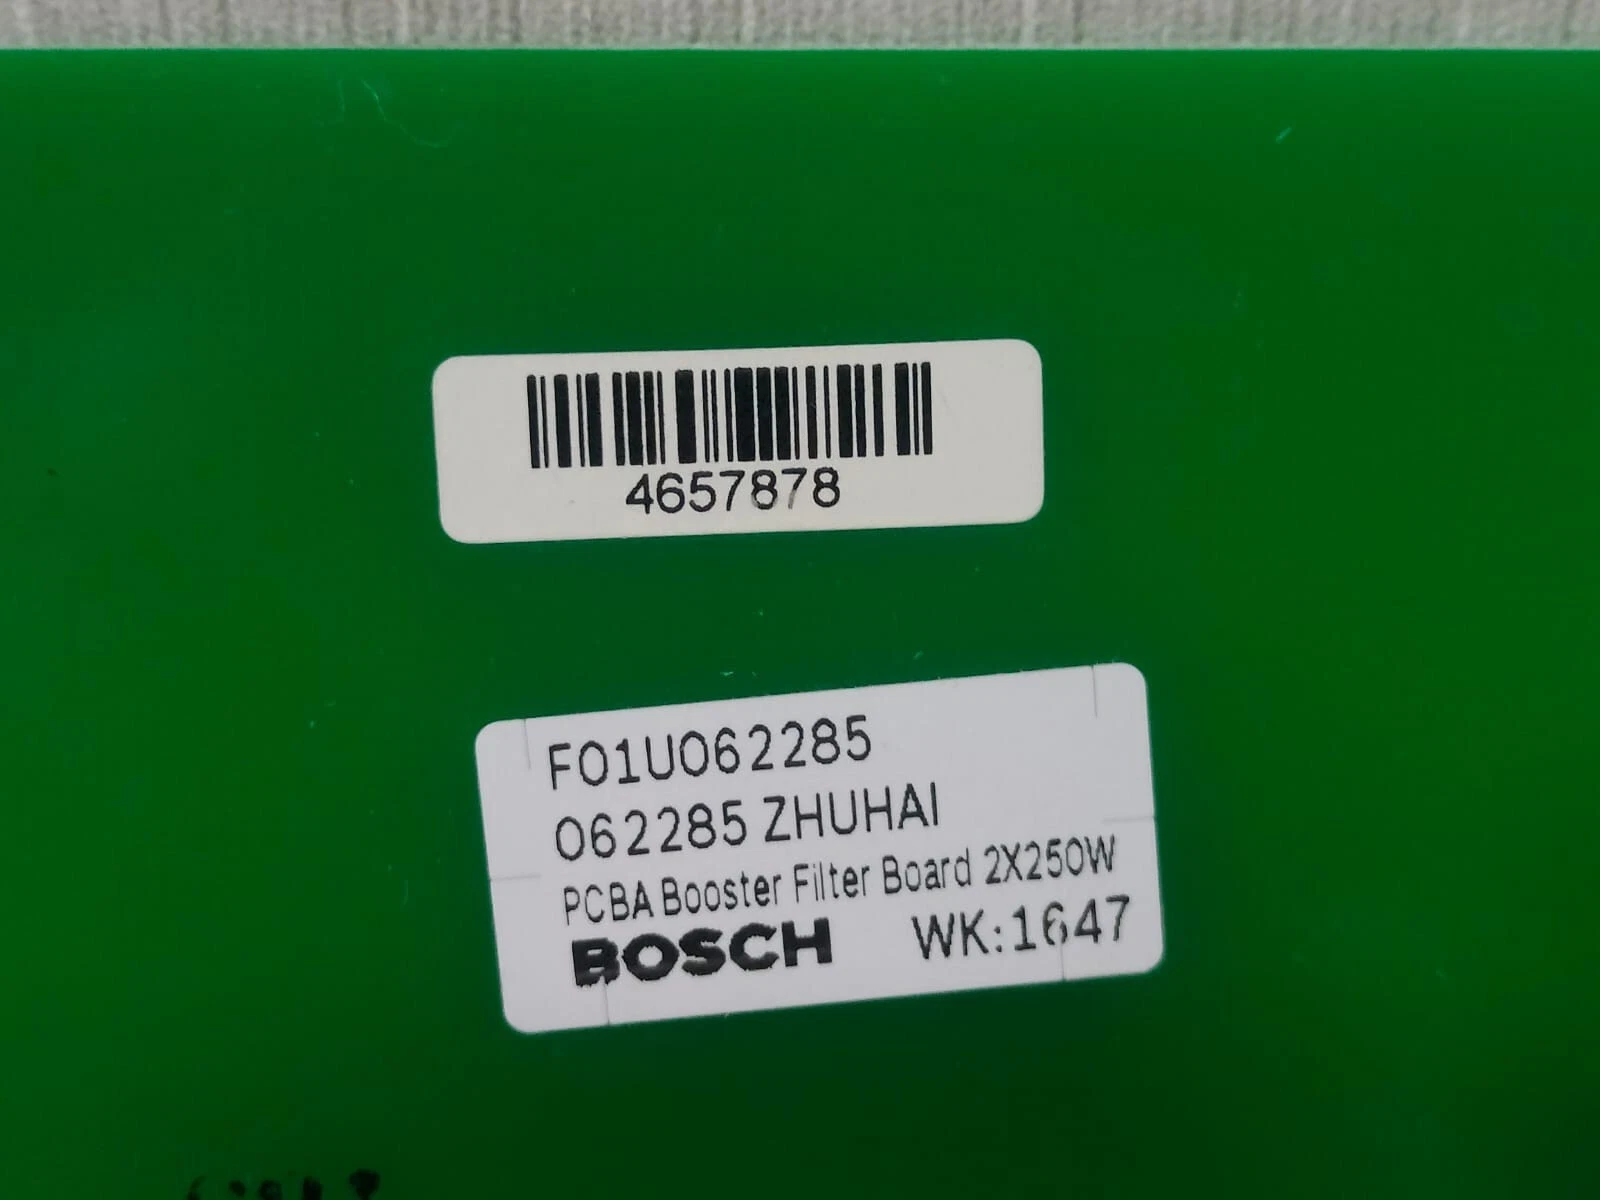 4657878
F01U062285
062285 ZHUHAI
PCBA Booster Filter Board 2X250W
BOSCH WK:1647